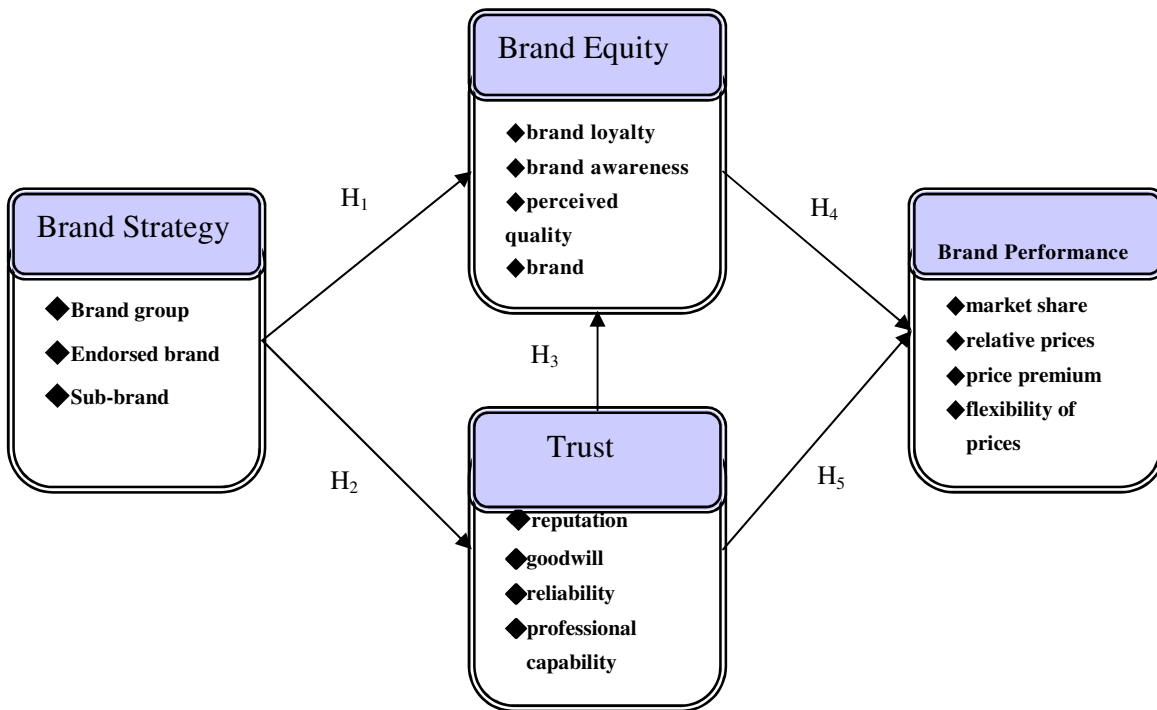 Brand Strategy
◆Brand group
◆Endorsed brand
◆Sub-brand
H₁
H₂
Brand Equity
◆brand loyalty
◆brand awareness
◆perceived
quality
◆brand
H₃
Trust
◆reputation
◆goodwill
◆reliability
◆professional
capability
H₄
H₅
Brand Performance
◆market share
◆relative prices
◆price premium
◆flexibility of
prices